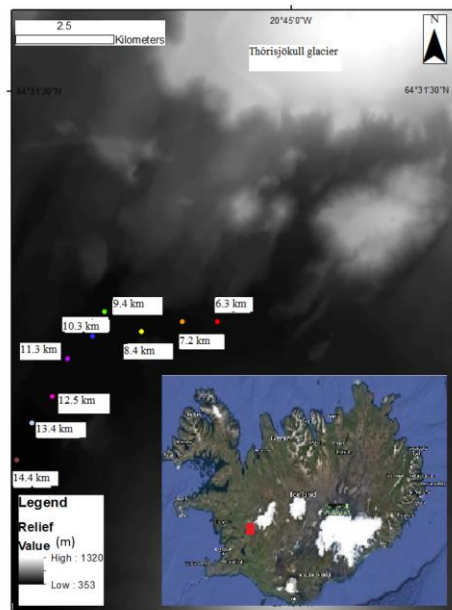 20°45'0"W
2.5
Kilometers
N
Thórisjökull glacier
64°31'30"N
64°31'30"N
9.4 km
6.3 km
10.3 km
8.4 km
7.2 km
11.3 km
12.5 km
13.4 km
14.4 km
Legend
Relief
Value (m)
High : 1320
Low : 353